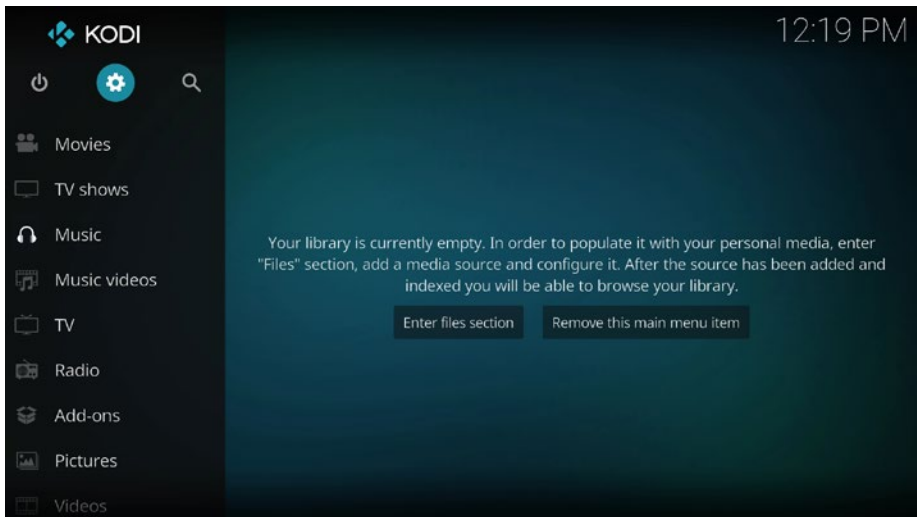 KODI
12:19 PM
Movies
TV shows
Music
Music videos
TV
Radio
Add-ons
Pictures
Videos
Your library is currently empty. In order to populate it with your personal media, enter
"Files" section, add a media source and configure it. After the source has been added and
indexed you will be able to browse your library.
Enter files section
Remove this main menu item